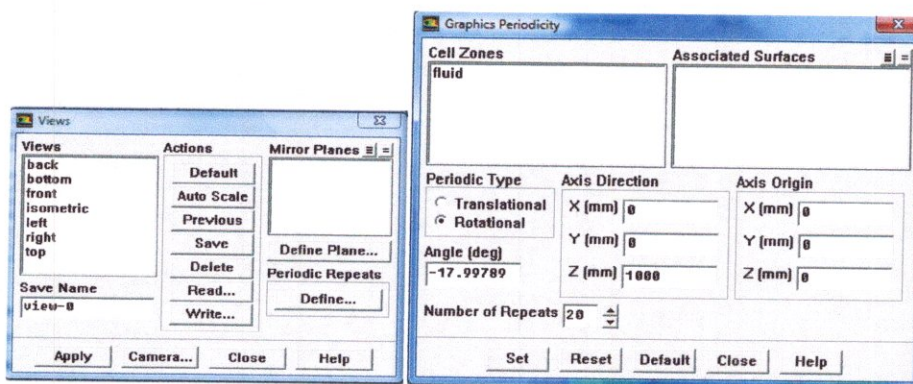 Views
Views
back
bottom
front
isometric
left
right
top
Save Name
view-0
Actions
Default
Auto Scale
Previous
Save
Delete
Read...
Write...
Mirror Planes
Define Plane...
Periodic Repeats
Define...
Apply Camera... Close Help
Graphics Periodicity
Cell Zones
fluid
Associated Surfaces
Periodic Type
Translational
Rotational
Angle (deg)
-17.99789
Number of Repeats 20
Axis Direction
X (mm) 0
Y (mm) 0
Z (mm) 1000
Axis Origin
X (mm) 0
Y (mm) 0
Z (mm) 0
Set Reset Default Close Help